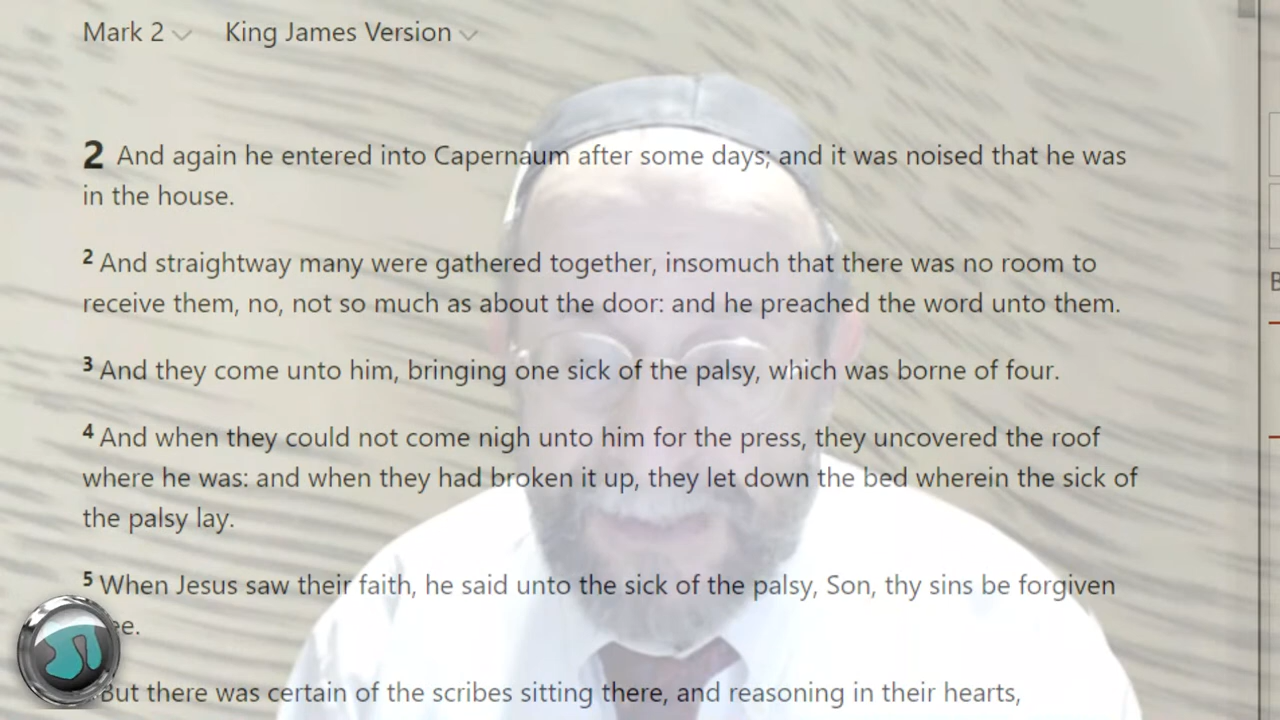 Mark 2 King James Version
2 And again he entered into Capernaum after some days; and it was noised that he was
in the house.
2 And straightway many were gathered together, insomuch that there was no room to
receive them, no, not so much as about the door: and he preached the word unto them.
3 And they come unto him, bringing one sick of the palsy, which was borne of four.
4 And when they could not come nigh unto him for the press, they uncovered the roof
where he was: and when they had broken it up, they let down the bed wherein the sick of
the palsy lay.
5 When Jesus saw their faith, he said unto the sick of the palsy, Son, thy sins be forgiven
ee.
But there was certain of the scribes sitting there, and reasoning in their hearts,